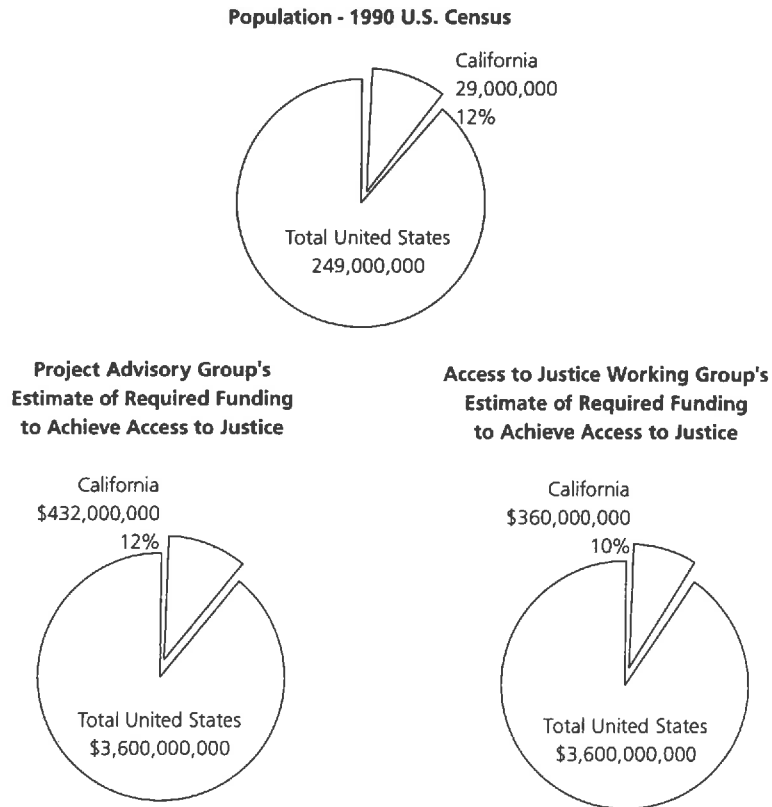 Population - 1990 U.S. Census
California
29,000,000
12%
Total United States
249,000,000
Project Advisory Group's
Estimate of Required Funding
to Achieve Access to Justice
California
$432,000,000
12%
Total United States
$3,600,000,000
Access to Justice Working Group's
Estimate of Required Funding
to Achieve Access to Justice
California
$360,000,000
10%
Total United States
$3,600,000,000